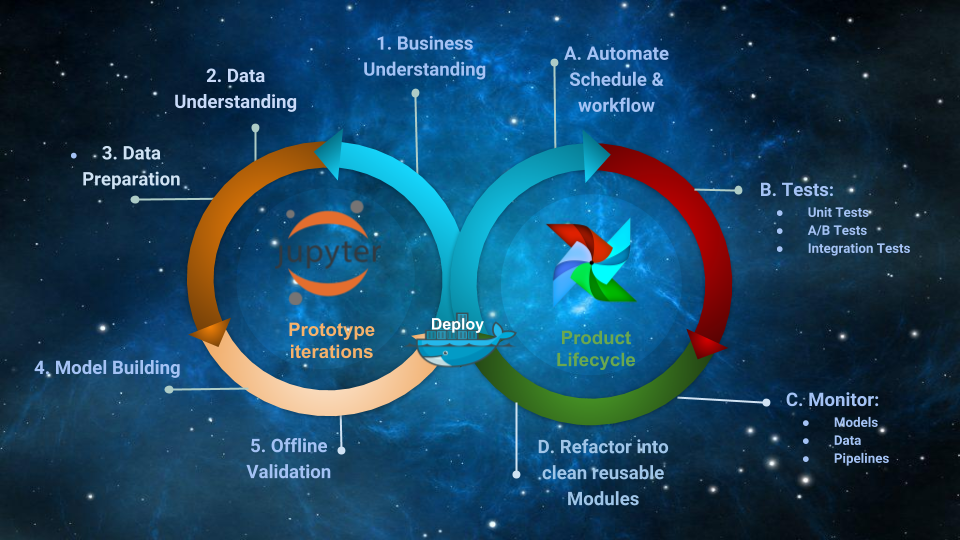 1. Business
Understanding
2. Data
Understanding
3. Data
Preparation
4. Model Building
5. Offline
Validation
jupyter
Prototype
iterations
Deploy
A. Automate
Schedule &
workflow
B. Tests:
● Unit Tests
● A/B Tests
● Integration Tests
Product
Lifecycle
C. Monitor:
● Models
● Data
● Pipelines
D. Refactor into
clean reusable
Modules